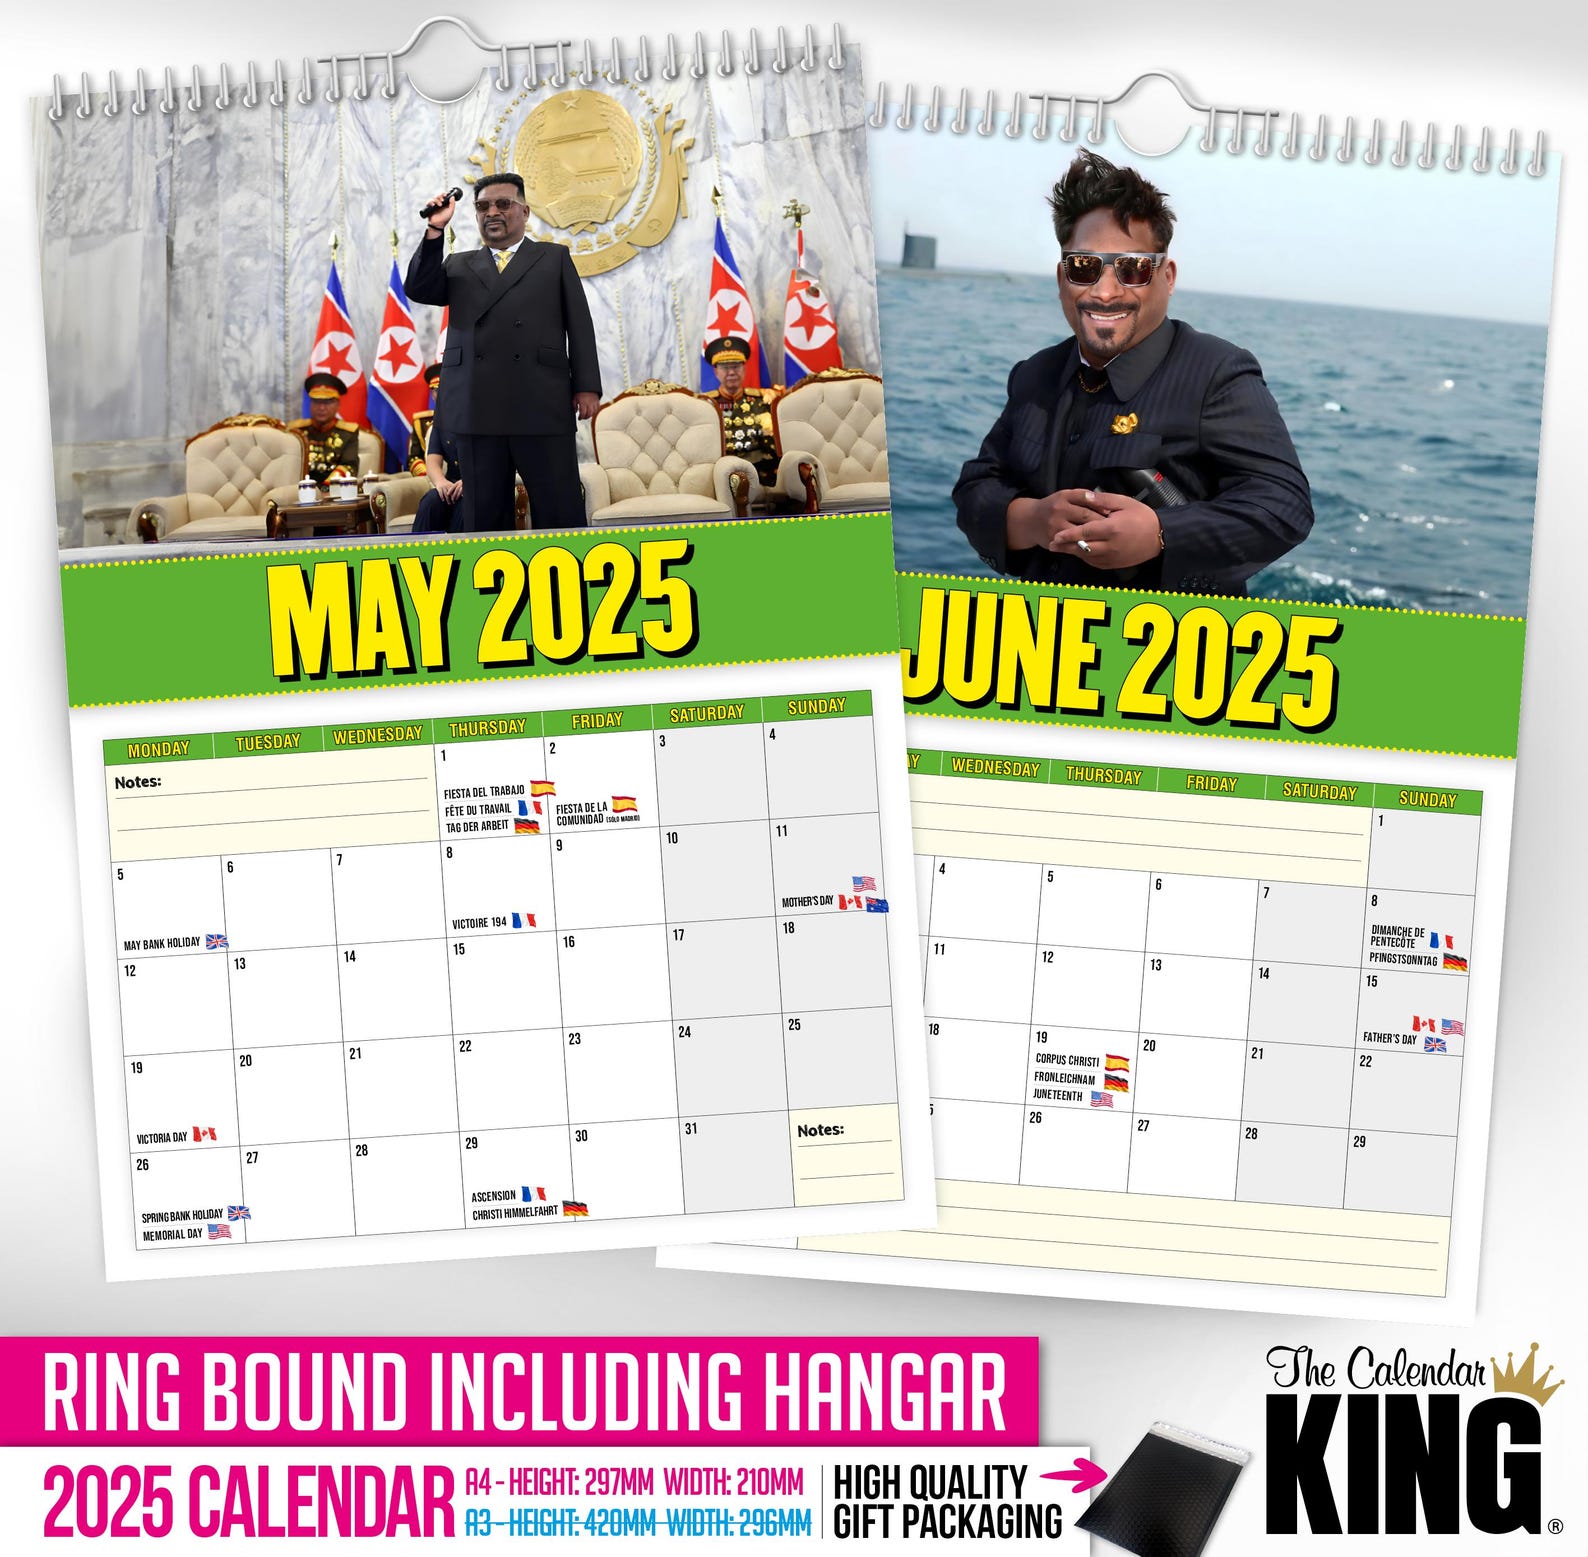 MAY 2025
MONDAY TUESDAY WEDNESDAY THURSDAY FRIDAY SATURDAY SUNDAY
Notes:
1
FIESTA DEL TRABAJO
FÊTE DU TRAVAIL
TAG DER ARBEIT
2
FIESTA DE LA
COMUNIDAD (SÓLO MADRID)
3
4
5
MAY BANK HOLIDAY
6
7
8
VICTOIRE 194
9
10
11
MOTHER'S DAY
12
13
14
15
16
17
18
19
VICTORIA DAY
20
21
22
23
24
25
26
SPRING BANK HOLIDAY
MEMORIAL DAY
27
28
29
ASCENSION
CHRISTI HIMMELFAHRT
30
31
Notes:
JUNE 2025
AY WEDNESDAY THURSDAY FRIDAY SATURDAY SUNDAY
1
4
5
6
7
8
DIMANCHE DE
PENTECÔTE
PFINGSTSONNTAG
11
12
13
14
15
FATHER'S DAY
18
19
CORPUS CHRISTI
FRONLEICHNAM
JUNETEENTH
20
21
22
5
26
27
28
29
RING BOUND INCLUDING HANGAR
2025 CALENDAR
A4 - HEIGHT: 297MM WIDTH: 210MM
A3 - HEIGHT: 420MM WIDTH: 296MM
HIGH QUALITY
GIFT PACKAGING
The Calendar
KING®